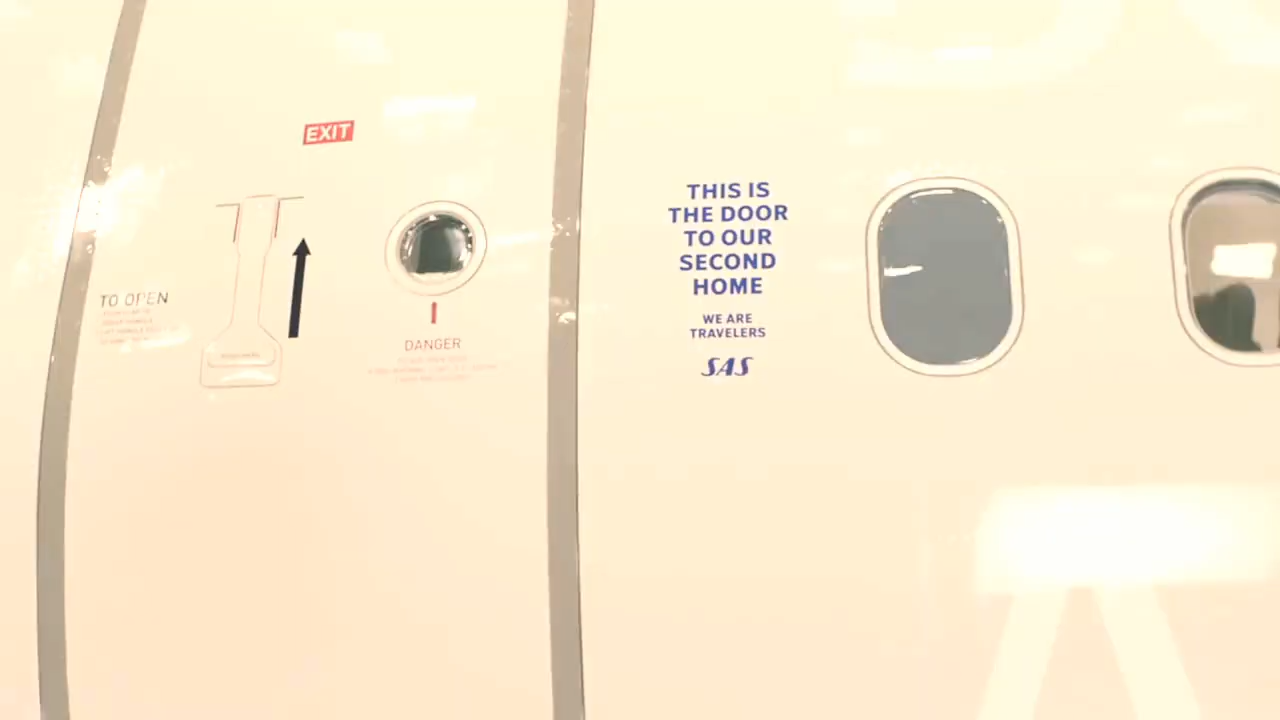 EXIT
TO OPEN
DANGER
THIS IS
THE DOOR
TO OUR
SECOND
HOME
WE ARE
TRAVELERS
SAS